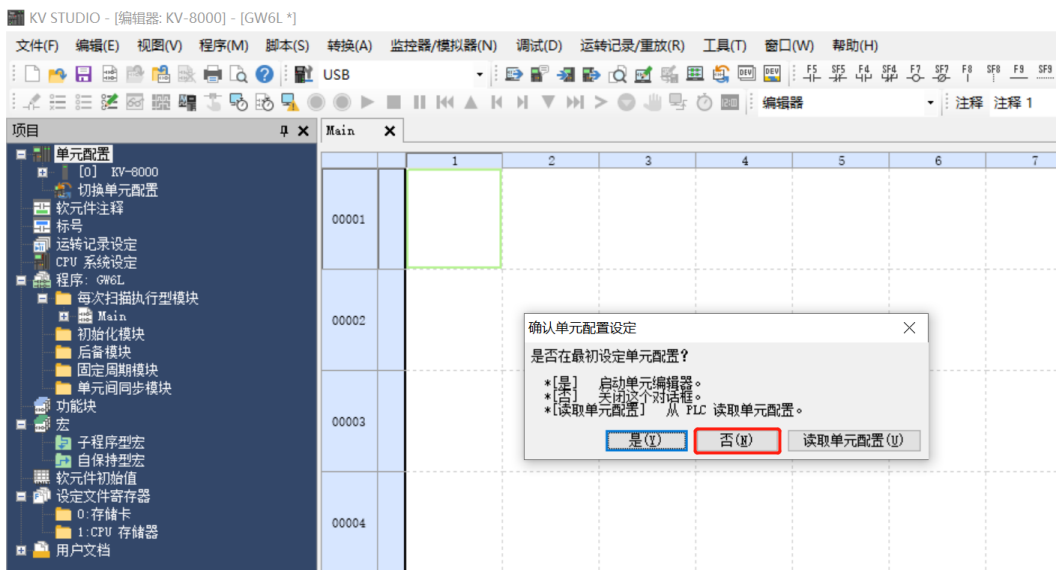 KV STUDIO - [编辑器: KV-8000] - [GW6L *]
文件(F) 编辑(E) 视图(V) 程序(M) 脚本(S) 转换(A) 监控器/模拟器(N) 调试(D) 运转记录/重放(R) 工具(T) 窗口(W) 帮助(H)
USB F5 SF5 F4 SF4 F7 SF7 F8 SF8 F9 SF9
编辑器 注释 注释 1
项目
Main
单元配置
[0] KV-8000
切换单元配置
软元件注释
标号
运转记录设定
CPU 系统设定
程序: GW6L
每次扫描执行型模块
Main
初始化模块
后备模块
固定周期模块
单元间同步模块
功能块
宏
子程序型宏
自保持型宏
软元件初始值
设定文件寄存器
0:存储卡
1:CPU 存储器
用户文档
1 2 3 4 5 6 7
00001
00002
00003
00004
确认单元配置设定
是否在最初设定单元配置?
*[是] 启动单元编辑器。
*[否] 关闭这个对话框。
*[读取单元配置] 从 PLC 读取单元配置。
是(Y) 否(N) 读取单元配置(U)